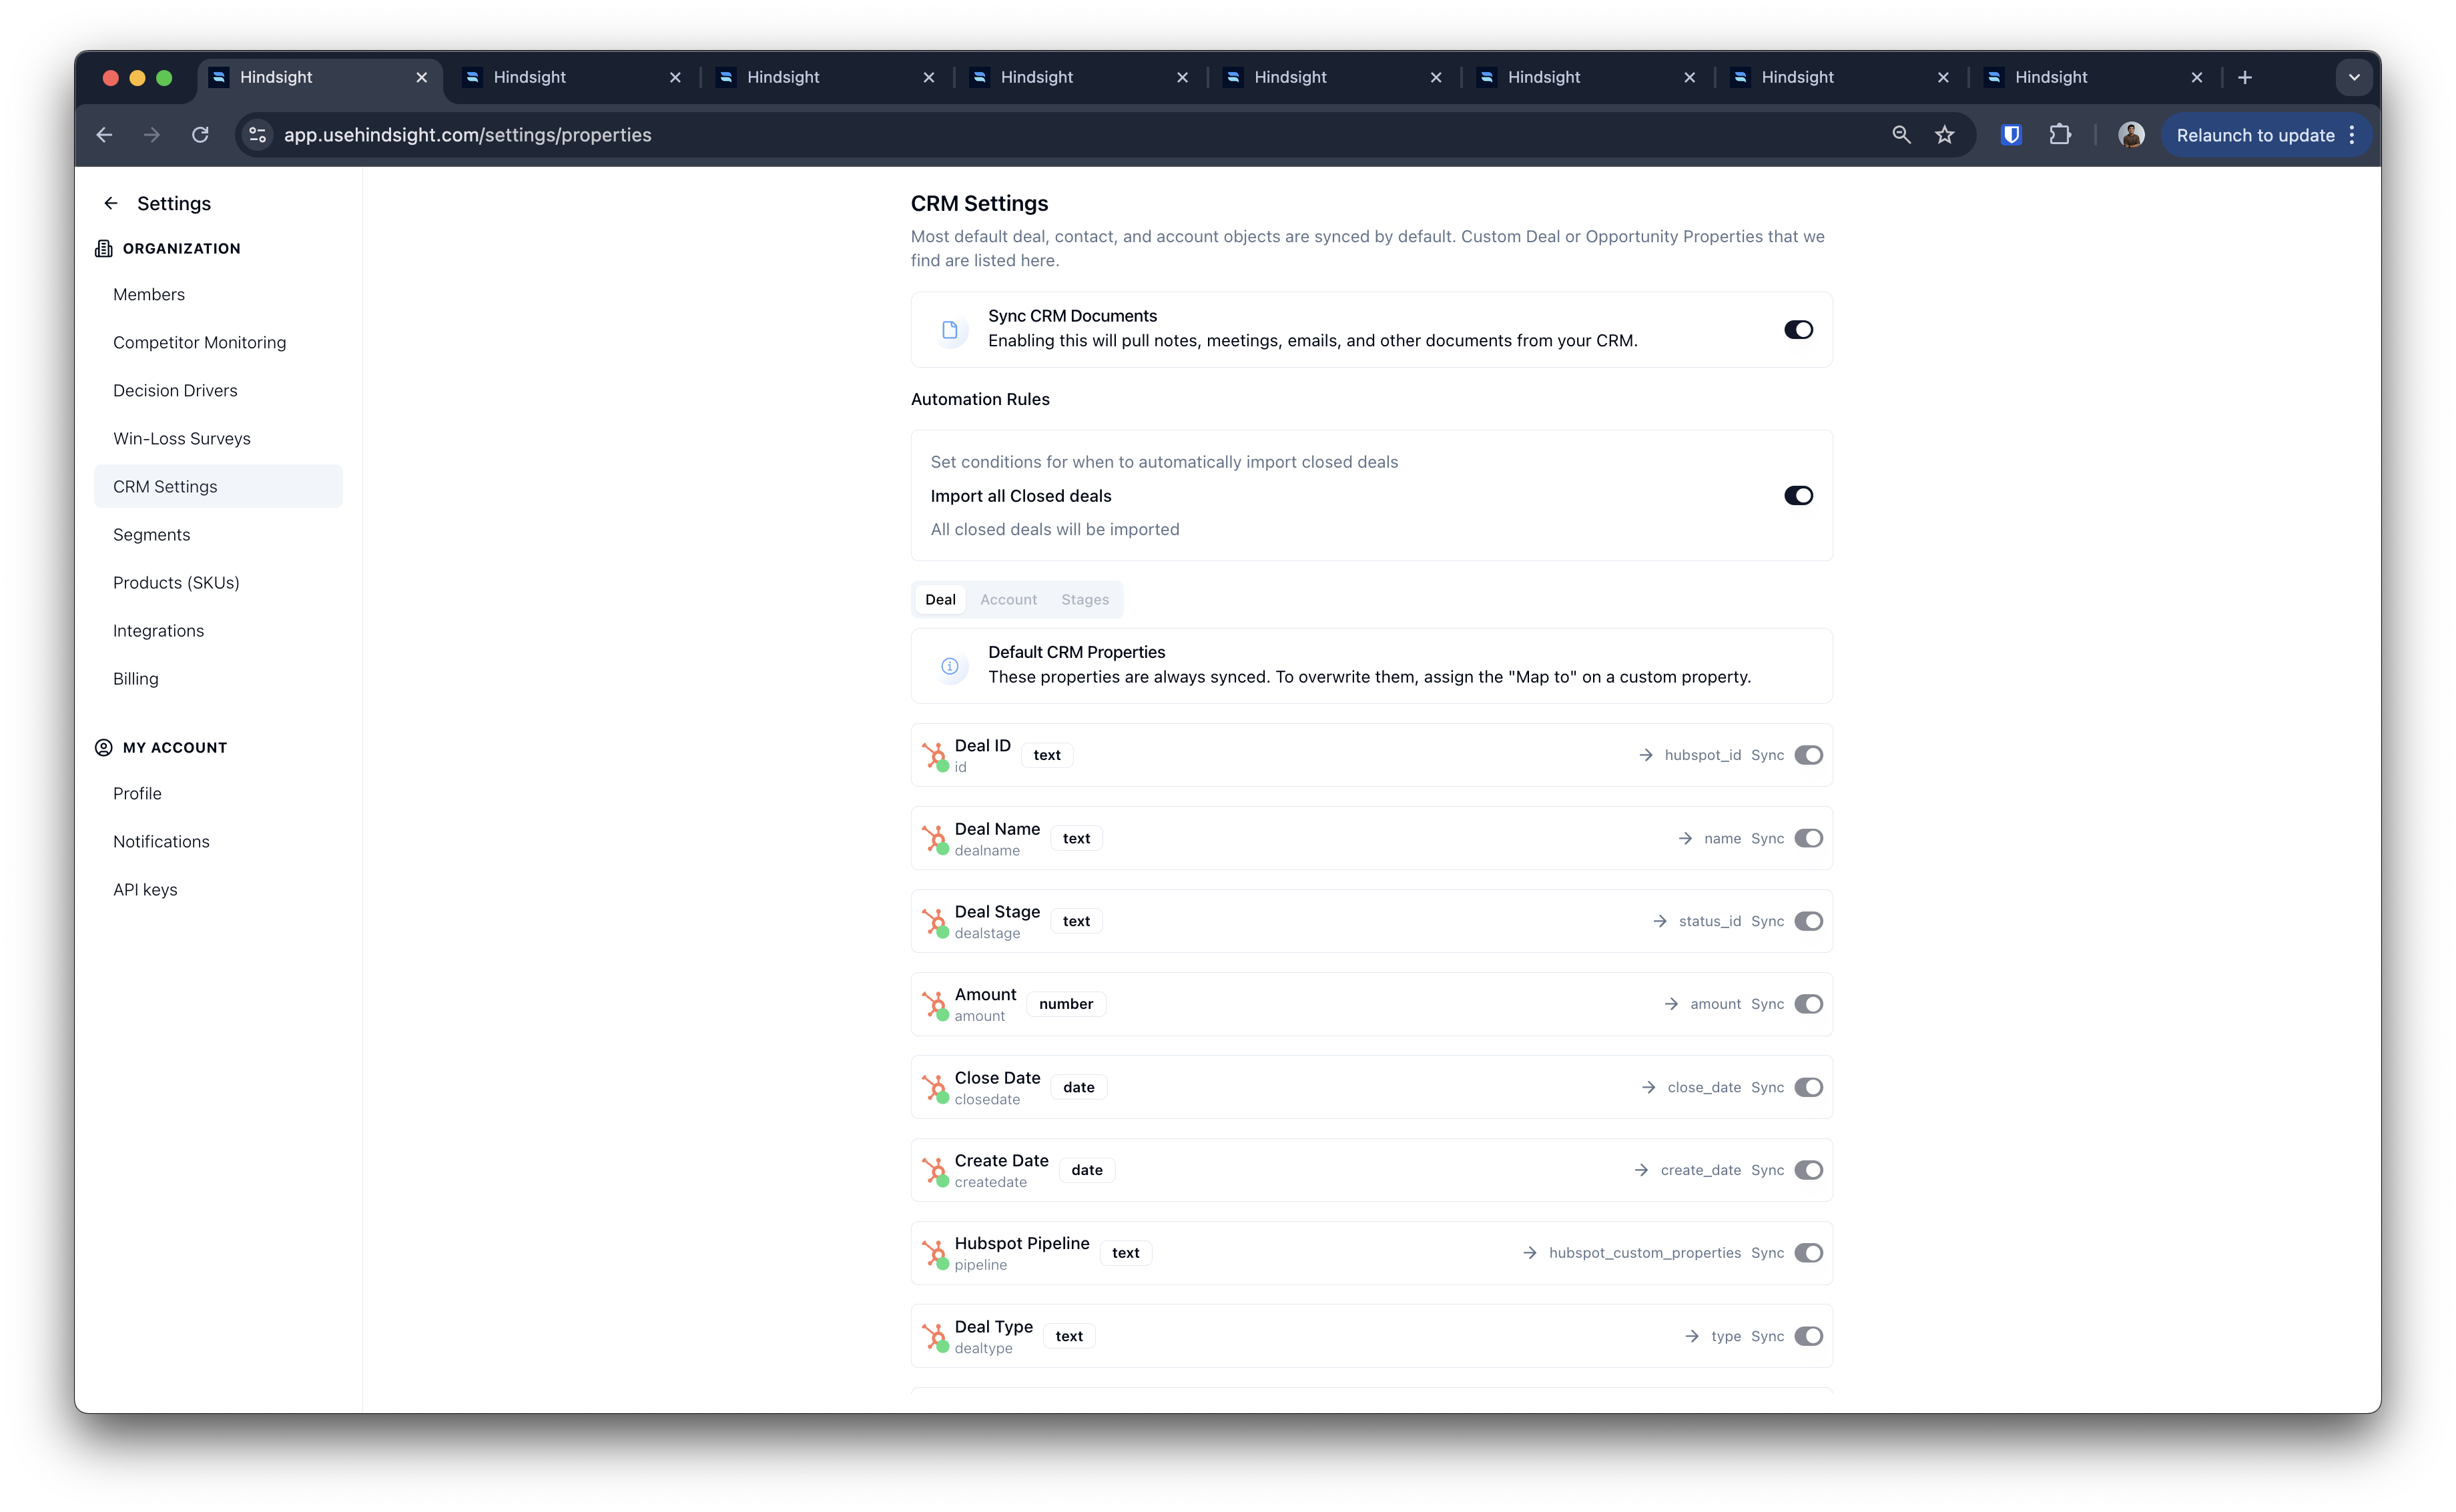 Hindsight
Hindsight
Hindsight
Hindsight
Hindsight
Hindsight
Hindsight
Hindsight
app.usehindsight.com/settings/properties
Relaunch to update
Settings
ORGANIZATION
Members
Competitor Monitoring
Decision Drivers
Win-Loss Surveys
CRM Settings
Segments
Products (SKUs)
Integrations
Billing
MY ACCOUNT
Profile
Notifications
API keys
CRM Settings
Most default deal, contact, and account objects are synced by default. Custom Deal or Opportunity Properties that we
find are listed here.
Sync CRM Documents
Enabling this will pull notes, meetings, emails, and other documents from your CRM.
Automation Rules
Set conditions for when to automatically import closed deals
Import all Closed deals
All closed deals will be imported
Deal Account Stages
Default CRM Properties
These properties are always synced. To overwrite them, assign the "Map to" on a custom property.
Deal ID text → hubspot_id Sync
id
Deal Name text → name Sync
dealname
Deal Stage text → status_id Sync
dealstage
Amount number → amount Sync
amount
Close Date date → close_date Sync
closedate
Create Date date → create_date Sync
createdate
Hubspot Pipeline text → hubspot_custom_properties Sync
pipeline
Deal Type text → type Sync
dealtype